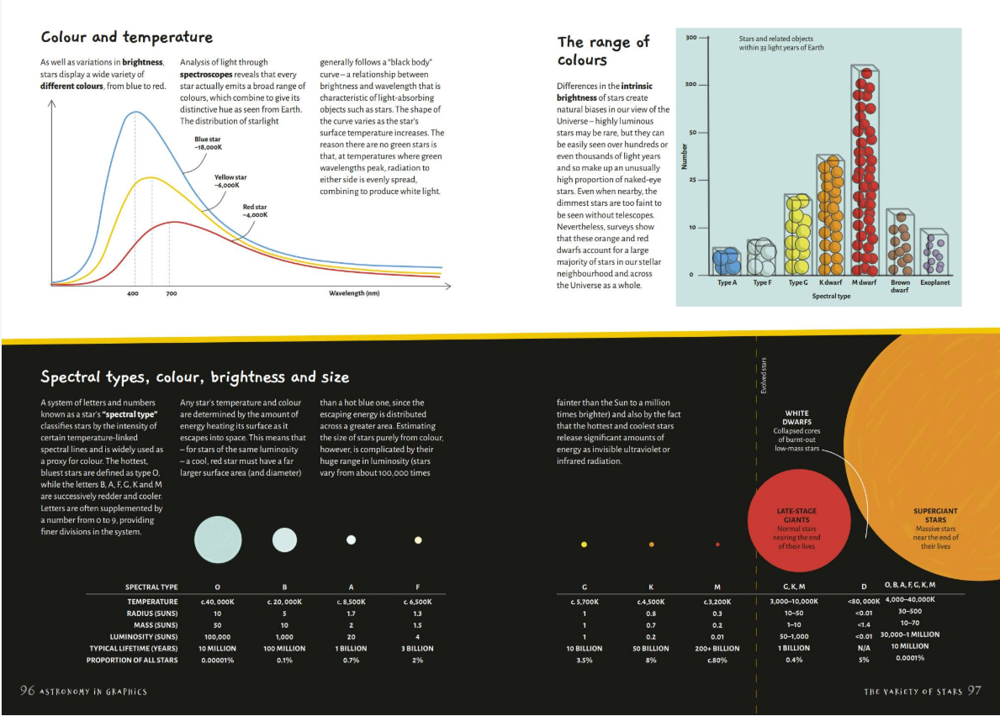 Colour and temperature
As well as variations in brightness,
stars display a wide variety of
different colours, from blue to red.
Analysis of light through
spectroscopes reveals that every
star actually emits a broad range of
colours, which combine to give its
distinctive hue as seen from Earth.
The distribution of starlight
generally follows a “black body”
curve – a relationship between
brightness and wavelength that is
characteristic of light-absorbing
objects such as stars. The shape of
the curve varies as the star's
surface temperature increases. The
reason there are no green stars is
that, at temperatures where green
wavelengths peak, radiation to
either side is evenly spread,
combining to produce white light.
Blue star
~18,000K
Yellow star
~6,000K
Red star
~4,000K
400
700
Wavelength (nm)
The range of
colours
Differences in the intrinsic
brightness of stars create
natural biases in our view of the
Universe – highly luminous
stars may be rare, but they can
be easily seen over hundreds or
even thousands of light years
and so make up an unusually
high proportion of naked-eye
stars. Even when nearby, the
dimmest stars are too faint to
be seen without telescopes.
Nevertheless, surveys show
that these orange and red
dwarfs account for a large
majority of stars in our stellar
neighbourhood and across
the Universe as a whole.
Stars and related objects
within 33 light years of Earth
300
200
50
25
10
0
Number
Type A
Type F
Type G
K dwarf
M dwarf
Brown
dwarf
Exoplanet
Spectral type
Spectral types, colour, brightness and size
A system of letters and numbers
known as a star's “spectral type”
classifies stars by the intensity of
certain temperature-linked
spectral lines and is widely used as
a proxy for colour. The hottest,
bluest stars are defined as type O,
while the letters B, A, F, G, K and M
are successively redder and cooler.
Letters are often supplemented by
a number from 0 to 9, providing
finer divisions in the system.
Any star's temperature and colour
are determined by the amount of
energy heating its surface as it
escapes into space. This means that
– for stars of the same luminosity
– a cool, red star must have a far
larger surface area (and diameter)
than a hot blue one, since the
escaping energy is distributed
across a greater area. Estimating
the size of stars purely from colour,
however, is complicated by their
huge range in luminosity (stars
vary from about 100,000 times
fainter than the Sun to a million
times brighter) and also by the fact
that the hottest and coolest stars
release significant amounts of
energy as invisible ultraviolet or
infrared radiation.
Evolved stars
WHITE
DWARFS
Collapsed cores
of burnt-out
low-mass stars
LATE-STAGE
GIANTS
Normal stars
nearing the end
of their lives
SUPERGIANT
STARS
Massive stars
near the end of
their lives
SPECTRAL TYPE O B A F G K M G, K, M D O, B, A, F, G, K, M
TEMPERATURE c.40,000K c. 20,000K c. 8,500K c. 6,500K c. 5,700K c.4,500K c.3,200K 3,000–10,000K <80,000K 4,000–40,000K
RADIUS (SUNS) 10 5 1.7 1.3 1 0.8 0.3 10–50 <0.01 30–500
MASS (SUNS) 50 10 2 1.5 1 0.7 0.2 1–10 <1.4 10–70
LUMINOSITY (SUNS) 100,000 1,000 20 4 1 0.2 0.01 50–1,000 <0.01 30,000–1 MILLION
TYPICAL LIFETIME (YEARS) 10 MILLION 100 MILLION 1 BILLION 3 BILLION 10 BILLION 50 BILLION 200+ BILLION 1 BILLION N/A 10 MILLION
PROPORTION OF ALL STARS 0.00001% 0.1% 0.7% 2% 3.5% 8% c.80% 0.4% 5% 0.0001%
96 ASTRONOMY IN GRAPHICS
THE VARIETY OF STARS 97